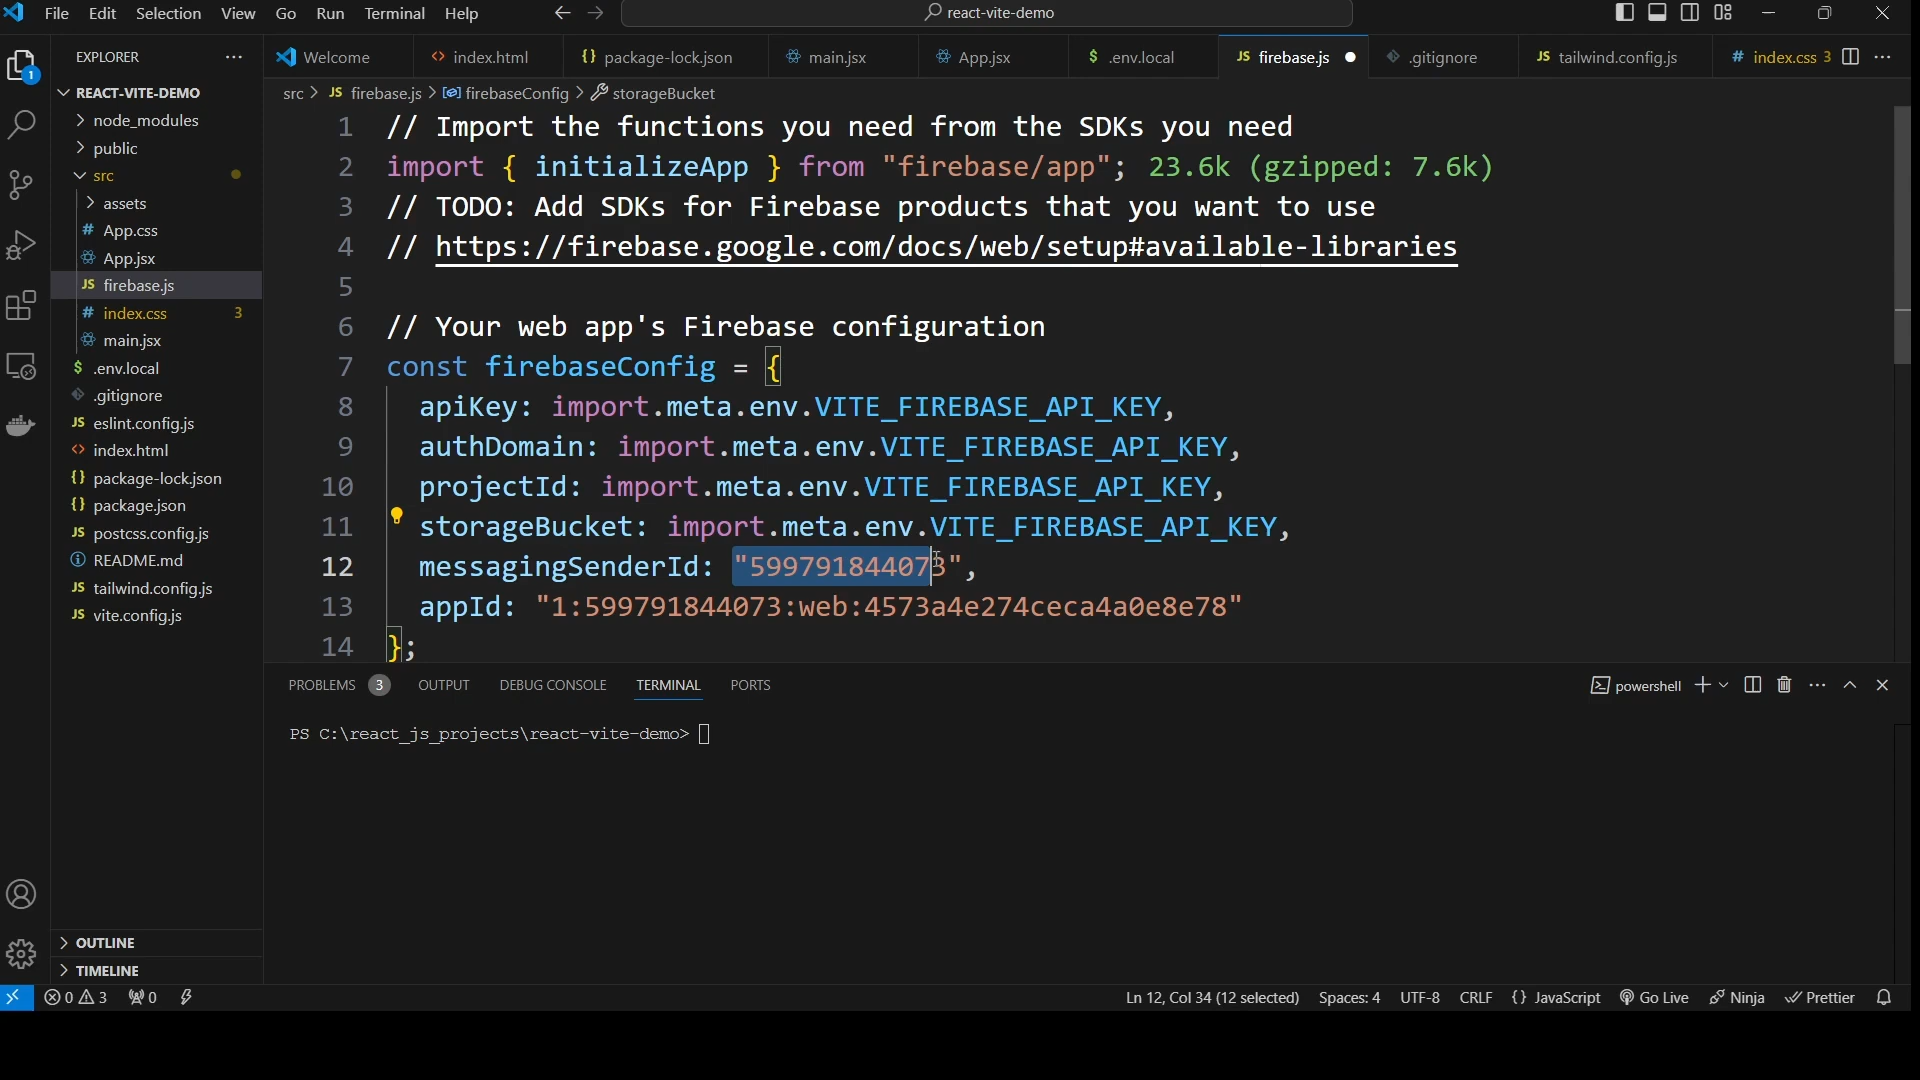 File Edit Selection View Go Run Terminal Help
react-vite-demo
EXPLORER
Welcome
index.html
package-lock.json
main.jsx
App.jsx
.env.local
firebase.js
.gitignore
tailwind.config.js
index.css 3
src > JS firebase.js > firebaseConfig > storageBucket
1
REACT-VITE-DEMO
node_modules
public
src
assets
App.css
App.jsx
firebase.js
index.css 3
main.jsx
.env.local
.gitignore
eslint.config.js
index.html
package-lock.json
package.json
postcss.config.js
README.md
tailwind.config.js
vite.config.js
OUTLINE
TIMELINE
1 // Import the functions you need from the SDKs you need
2 import { initializeApp } from "firebase/app"; 23.6k (gzipped: 7.6k)
3 // TODO: Add SDKs for Firebase products that you want to use
4 // https://firebase.google.com/docs/web/setup#available-libraries
5
6 // Your web app's Firebase configuration
7 const firebaseConfig = {
8 apiKey: import.meta.env.VITE_FIREBASE_API_KEY,
9 authDomain: import.meta.env.VITE_FIREBASE_API_KEY,
10 projectId: import.meta.env.VITE_FIREBASE_API_KEY,
11 storageBucket: import.meta.env.VITE_FIREBASE_API_KEY,
12 messagingSenderId: "599791844073",
13 appId: "1:599791844073:web:4573a4e274ceca4a0e8e78"
14 };
PROBLEMS 3 OUTPUT DEBUG CONSOLE TERMINAL PORTS
powershell
PS C:\react_js_projects\react-vite-demo>
0 3 0
Ln 12, Col 34 (12 selected) Spaces: 4 UTF-8 CRLF {} JavaScript Go Live Ninja Prettier